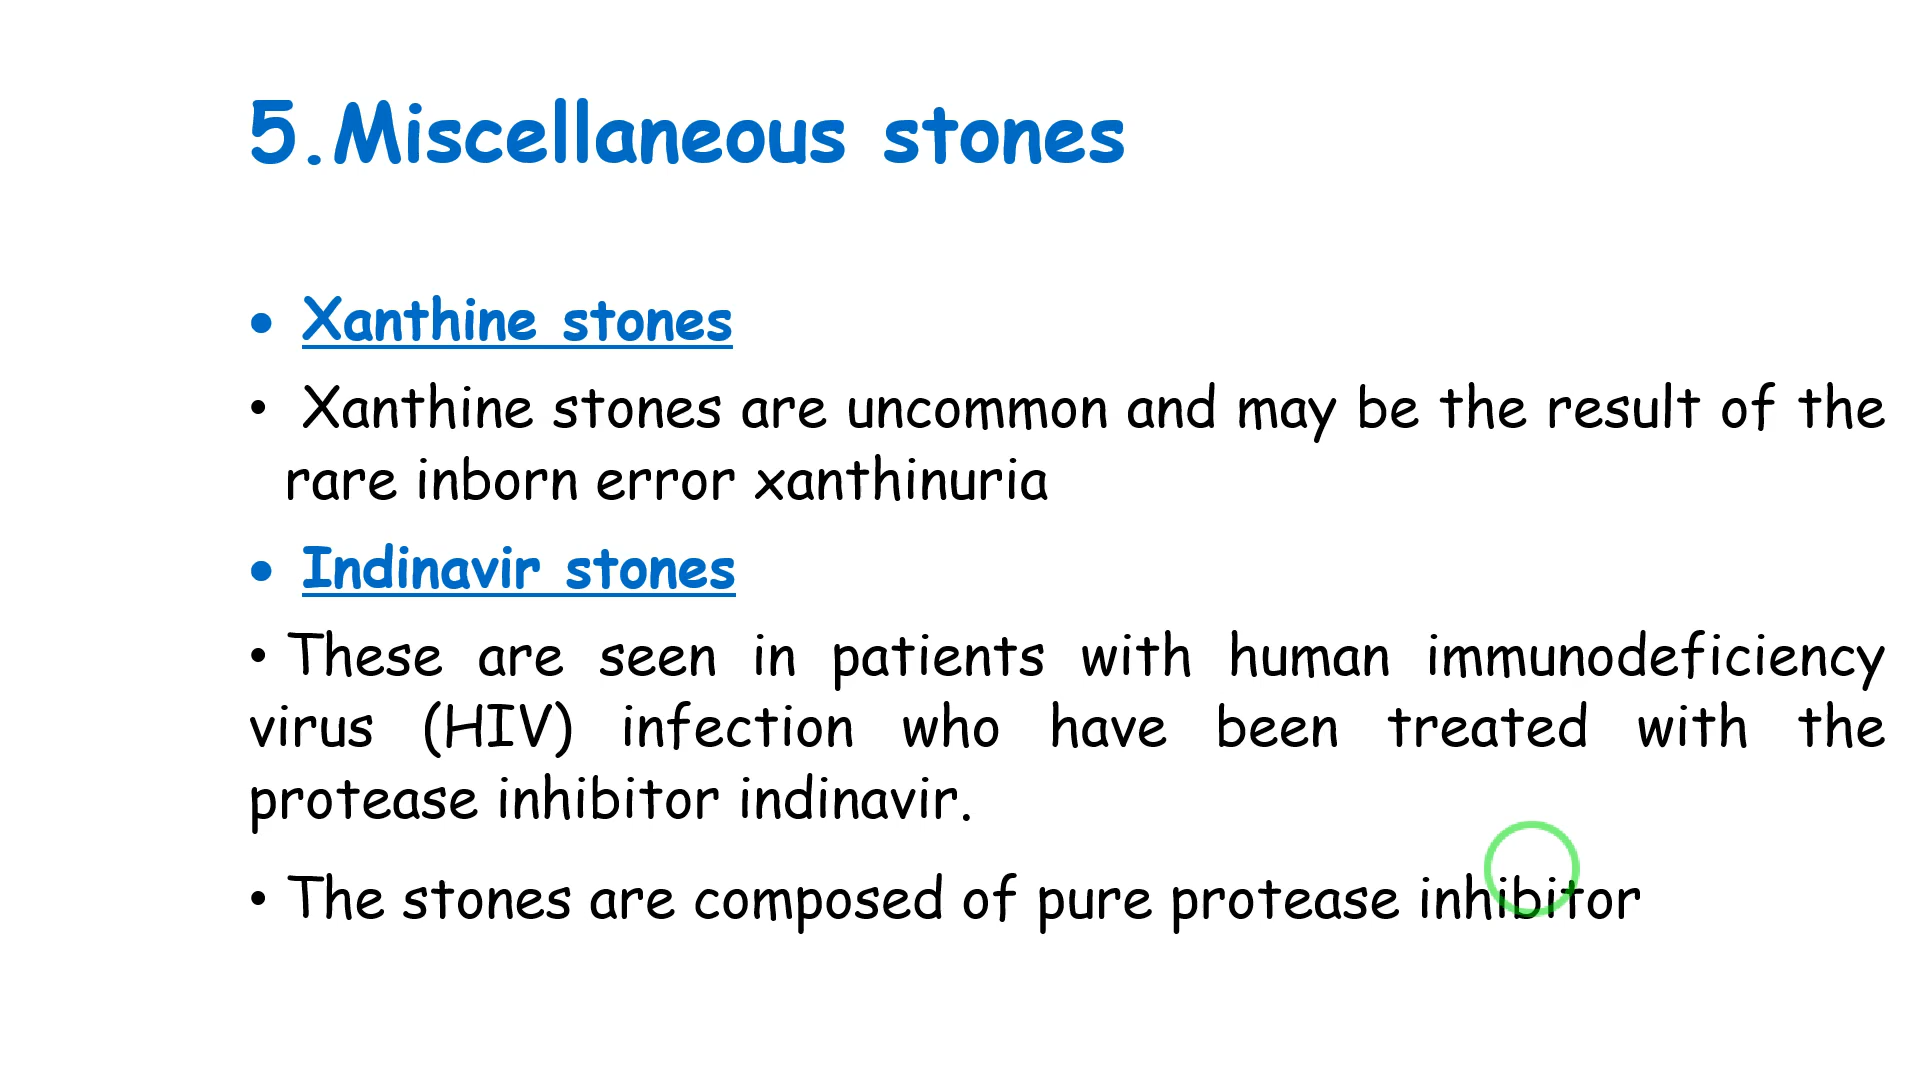 5.Miscellaneous stones
• Xanthine stones
• Xanthine stones are uncommon and may be the result of the
rare inborn error xanthinuria
• Indinavir stones
• These are seen in patients with human immunodeficiency
virus (HIV) infection who have been treated with the
protease inhibitor indinavir.
• The stones are composed of pure protease inhibitor